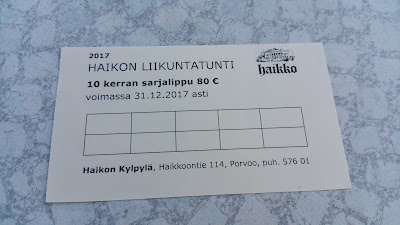 2017
HAIKON LIIKUNTATUNTI
haikko
10 kerran sarjalippu 80 €
voimassa 31.12.2017 asti
Haikon Kylpylä, Haikkoontie 114, Porvoo, puh. 576 01